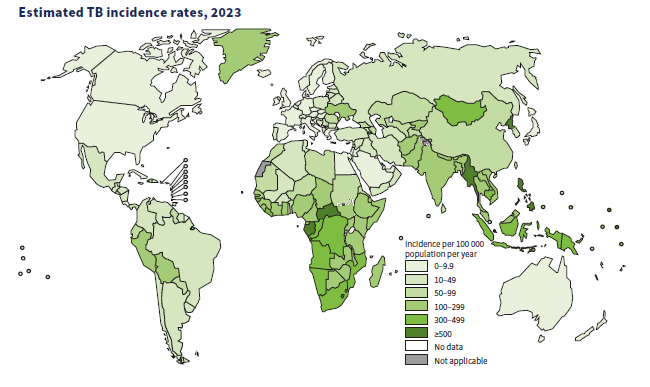 Estimated TB incidence rates, 2023
Incidence per 100 000
population per year
0–9.9
10–49
50–99
100–299
300–499
≥500
No data
Not applicable